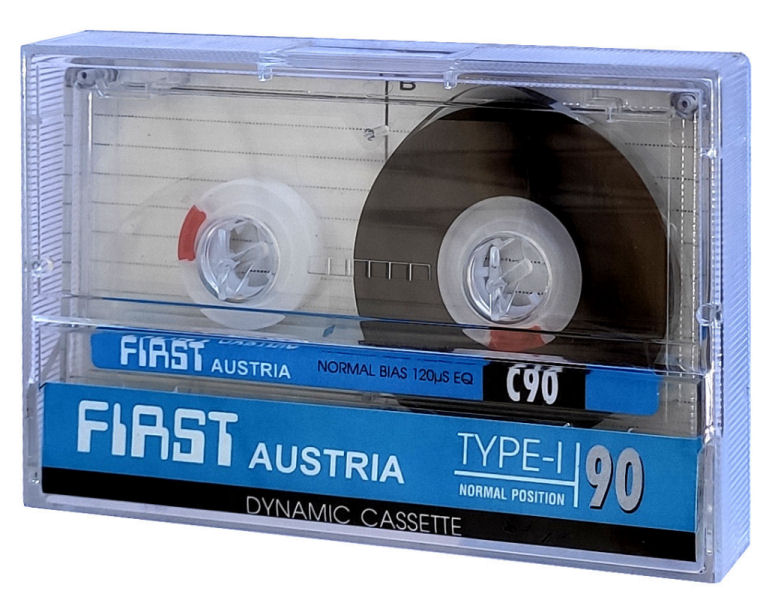 B
FIRST AUSTRIA NORMAL BIAS 120µS EQ C90
FIRST AUSTRIA TYPE-I 90
NORMAL POSITION
DYNAMIC CASSETTE